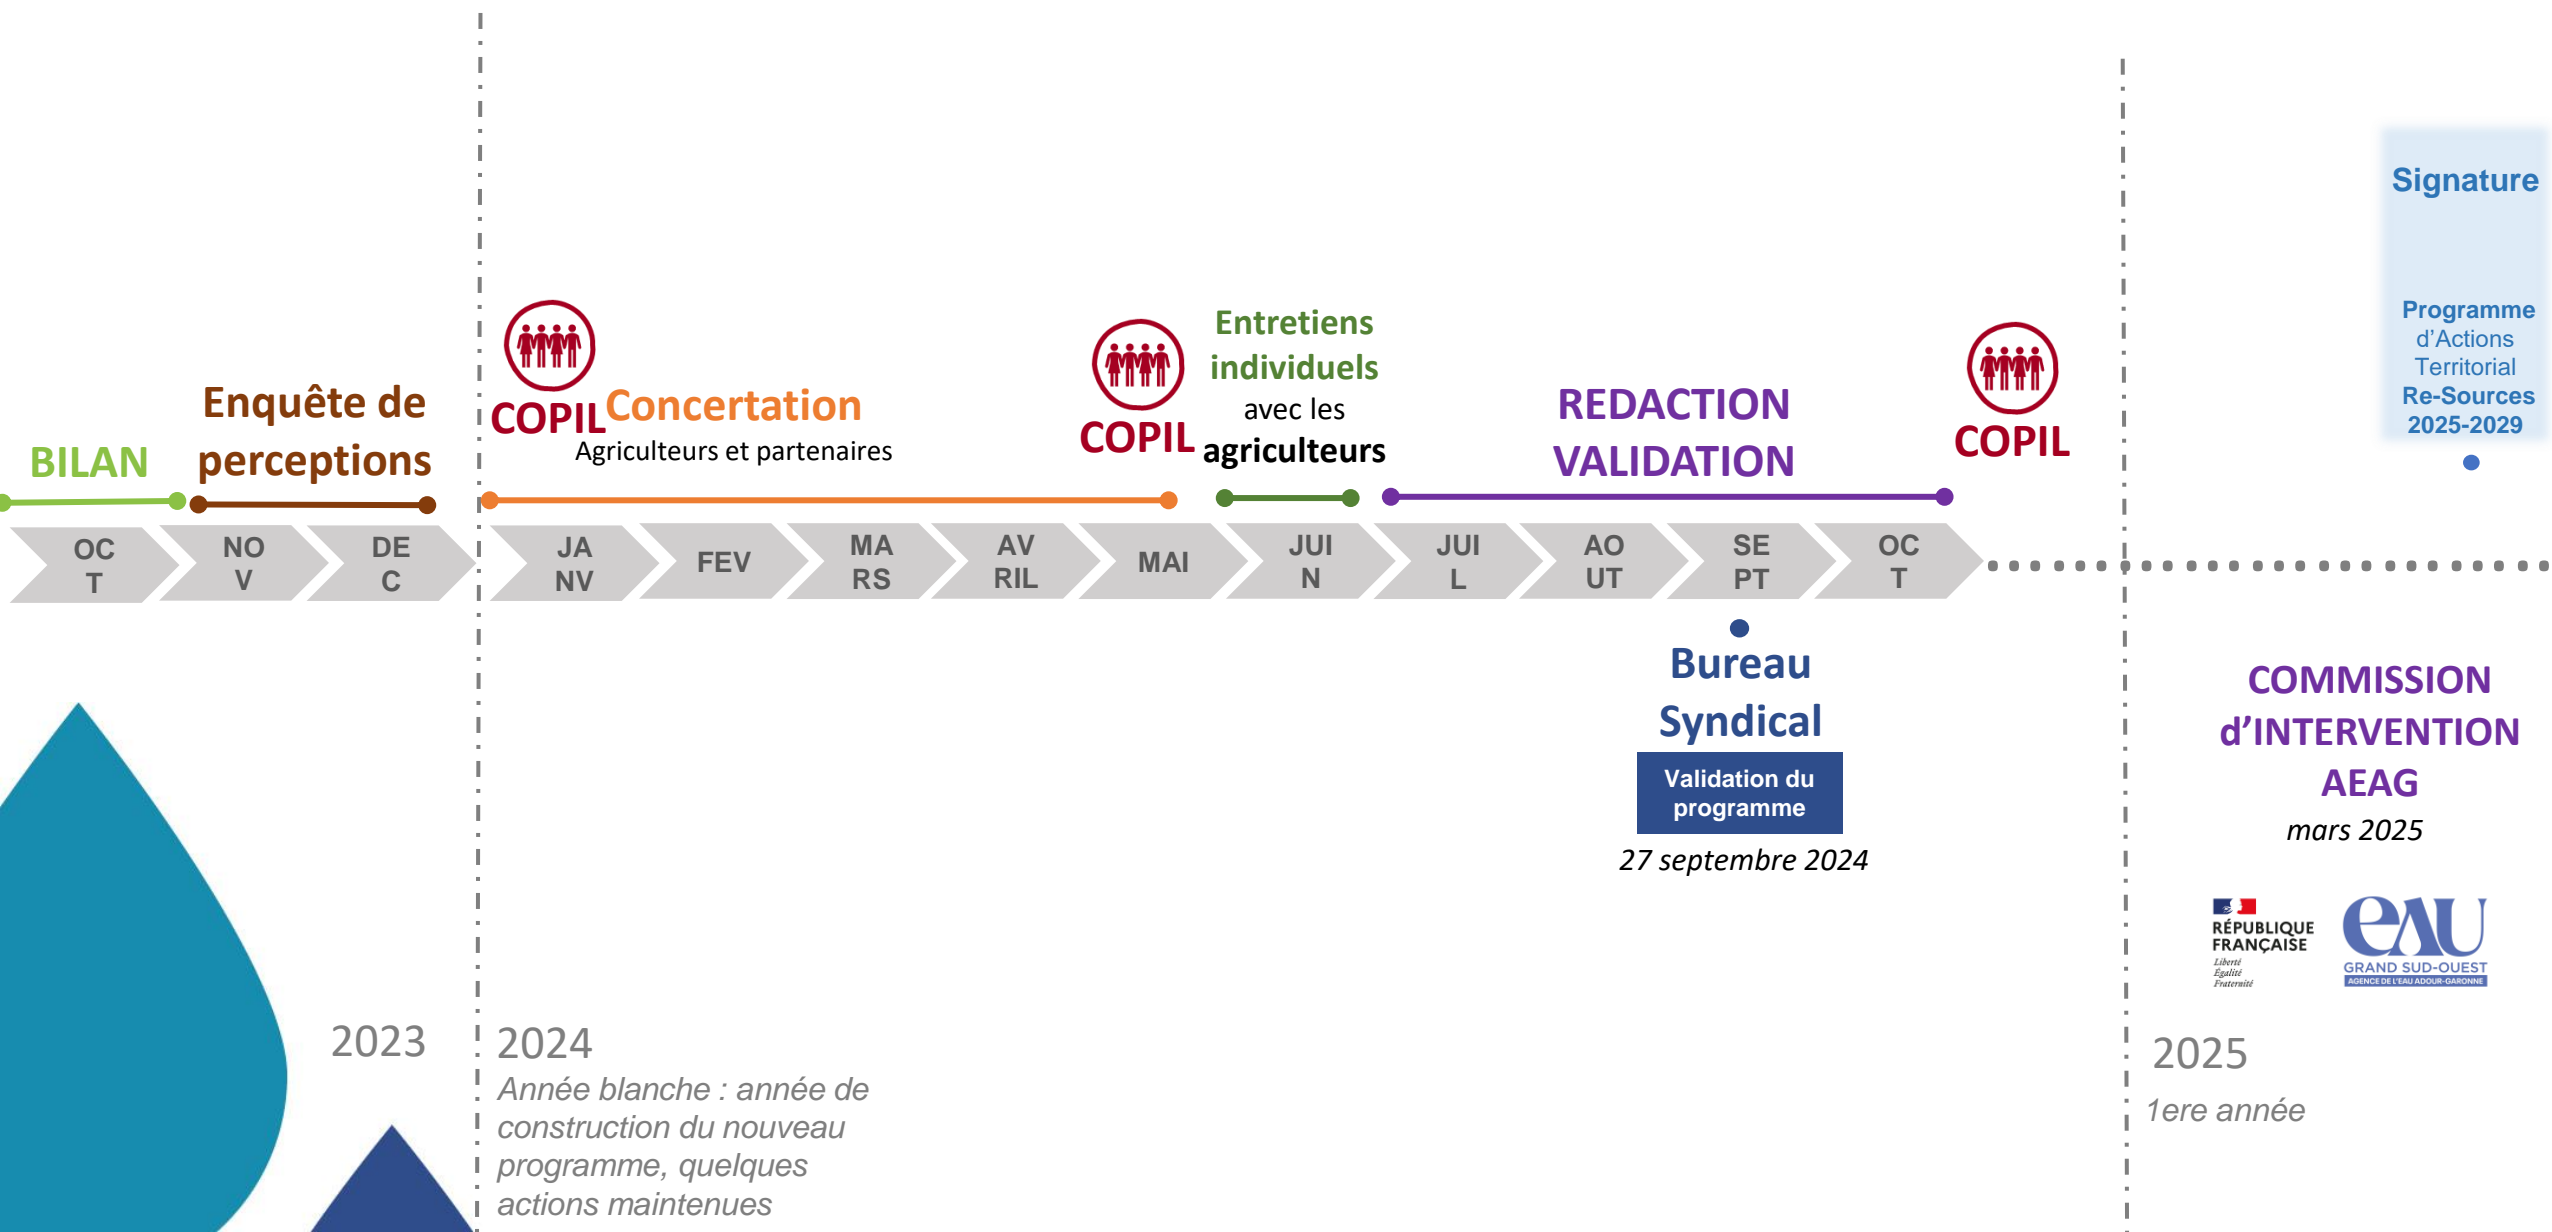 BILAN
Enquête de
perceptions
COPIL
Concertation
Agriculteurs et partenaires
COPIL
Entretiens
individuels
avec les
agriculteurs
REDACTION
VALIDATION
COPIL
Signature
Programme
d'Actions
Territorial
Re-Sources
2025-2029
OC
T
NO
V
DE
C
JA
NV
FEV
MA
RS
AV
RIL
MAI
JUI
N
JUI
L
AO
UT
SE
PT
OC
T
Bureau
Syndical
Validation du
programme
27 septembre 2024
COMMISSION
d'INTERVENTION
AEAG
mars 2025
RÉPUBLIQUE
FRANÇAISE
Liberté
Égalité
Fraternité
eAU
GRAND SUD-OUEST
AGENCE DE L'EAU ADOUR-GARONNE
2023
2024
Année blanche : année de
construction du nouveau
programme, quelques
actions maintenues
2025
1ere année